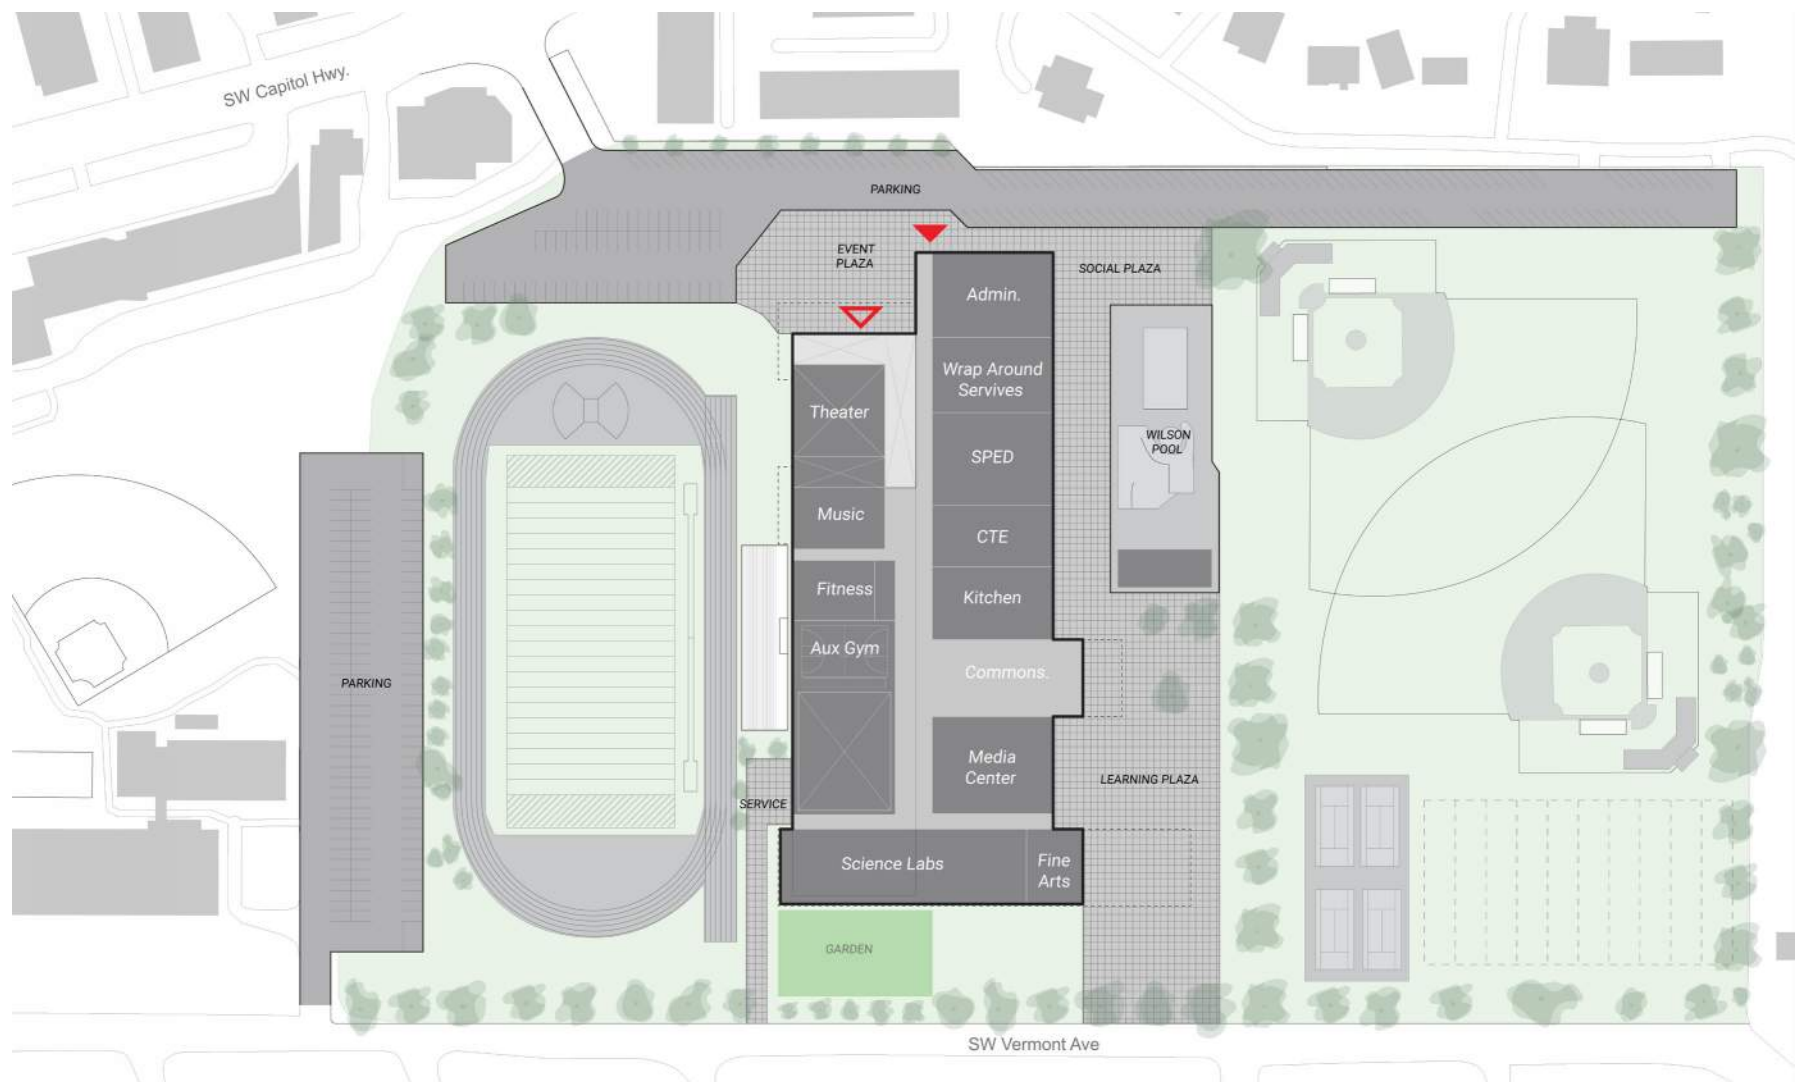 SW Capitol Hwy.
PARKING
EVENT
PLAZA
SOCIAL PLAZA
Admin.
Wrap Around
Servives
Theater
WILSON
POOL
SPED
Music
CTE
Fitness
Kitchen
Aux Gym
Commons.
PARKING
Media
Center
LEARNING PLAZA
SERVICE
Science Labs
Fine
Arts
GARDEN
SW Vermont Ave